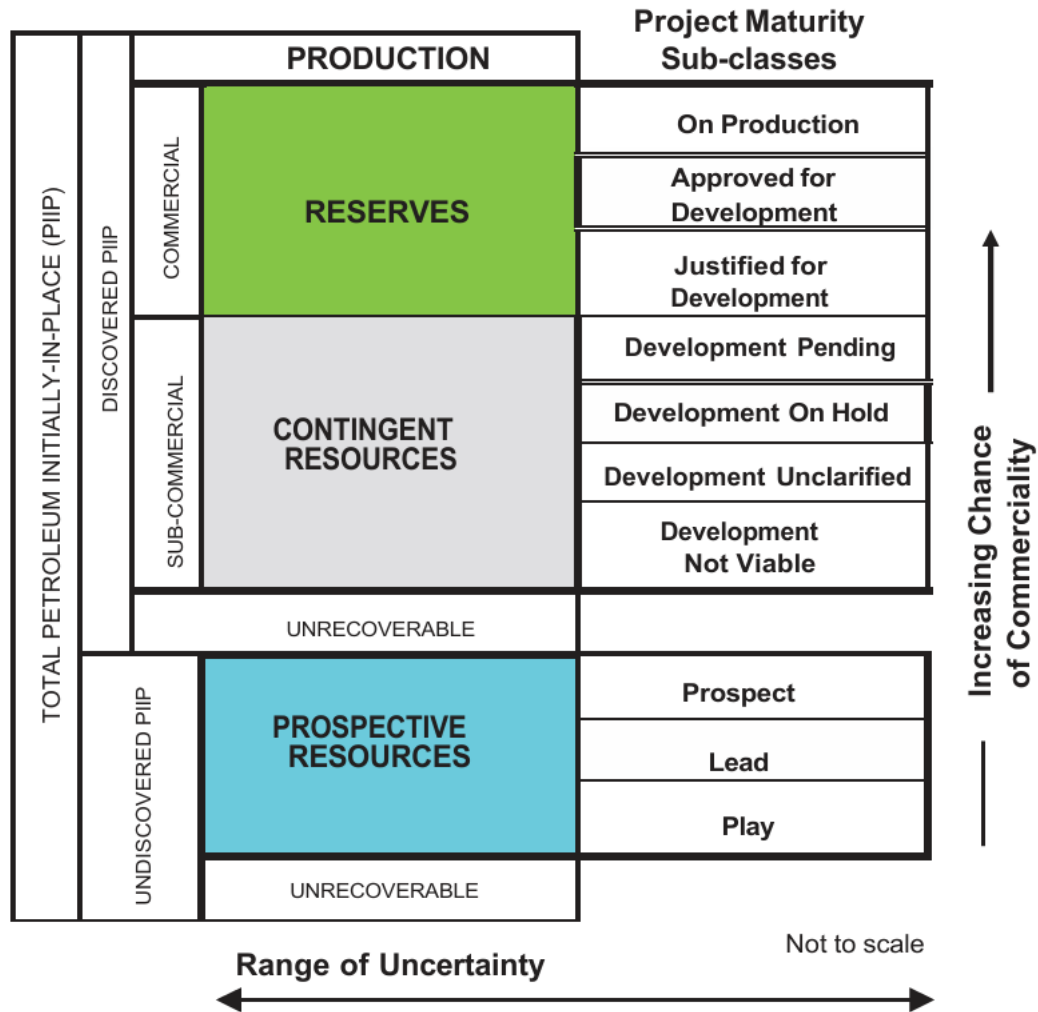 Project Maturity
Sub-classes
PRODUCTION
On Production
Approved for
Development
Justified for
Development
RESERVES
COMMERCIAL
Development Pending
Development On Hold
Development Unclarified
Development
Not Viable
CONTINGENT
RESOURCES
SUB-COMMERCIAL
DISCOVERED PIIP
TOTAL PETROLEUM INITIALLY-IN-PLACE (PIIP)
UNRECOVERABLE
Prospect
Lead
Play
PROSPECTIVE
RESOURCES
UNDISCOVERED PIIP
UNRECOVERABLE
Increasing Chance
of Commerciality
Not to scale
Range of Uncertainty